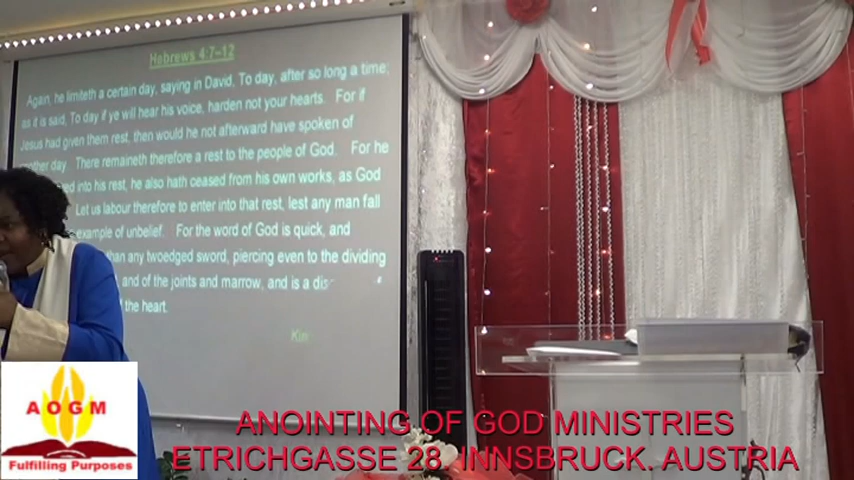 Hebrews 4:7–12
Again, he limiteth a certain day, saying in David, To day, after so long a time;
as it is said, To day if ye will hear his voice, harden not your hearts. For if
Jesus had given them rest, then would he not afterward have spoken of
day. There remaineth therefore a rest to the people of God. For he
into his rest, he also hath ceased from his own works, as God
Let us labour therefore to enter into that rest, lest any man fall
example of unbelief. For the word of God is quick, and
than any twoedged sword, piercing even to the dividing
and of the joints and marrow, and is a
the heart.
AOGM
Fulfilling Purposes
ANOINTING OF GOD MINISTRIES
ETRICHGASSE 28. INNSBRUCK. AUSTRIA